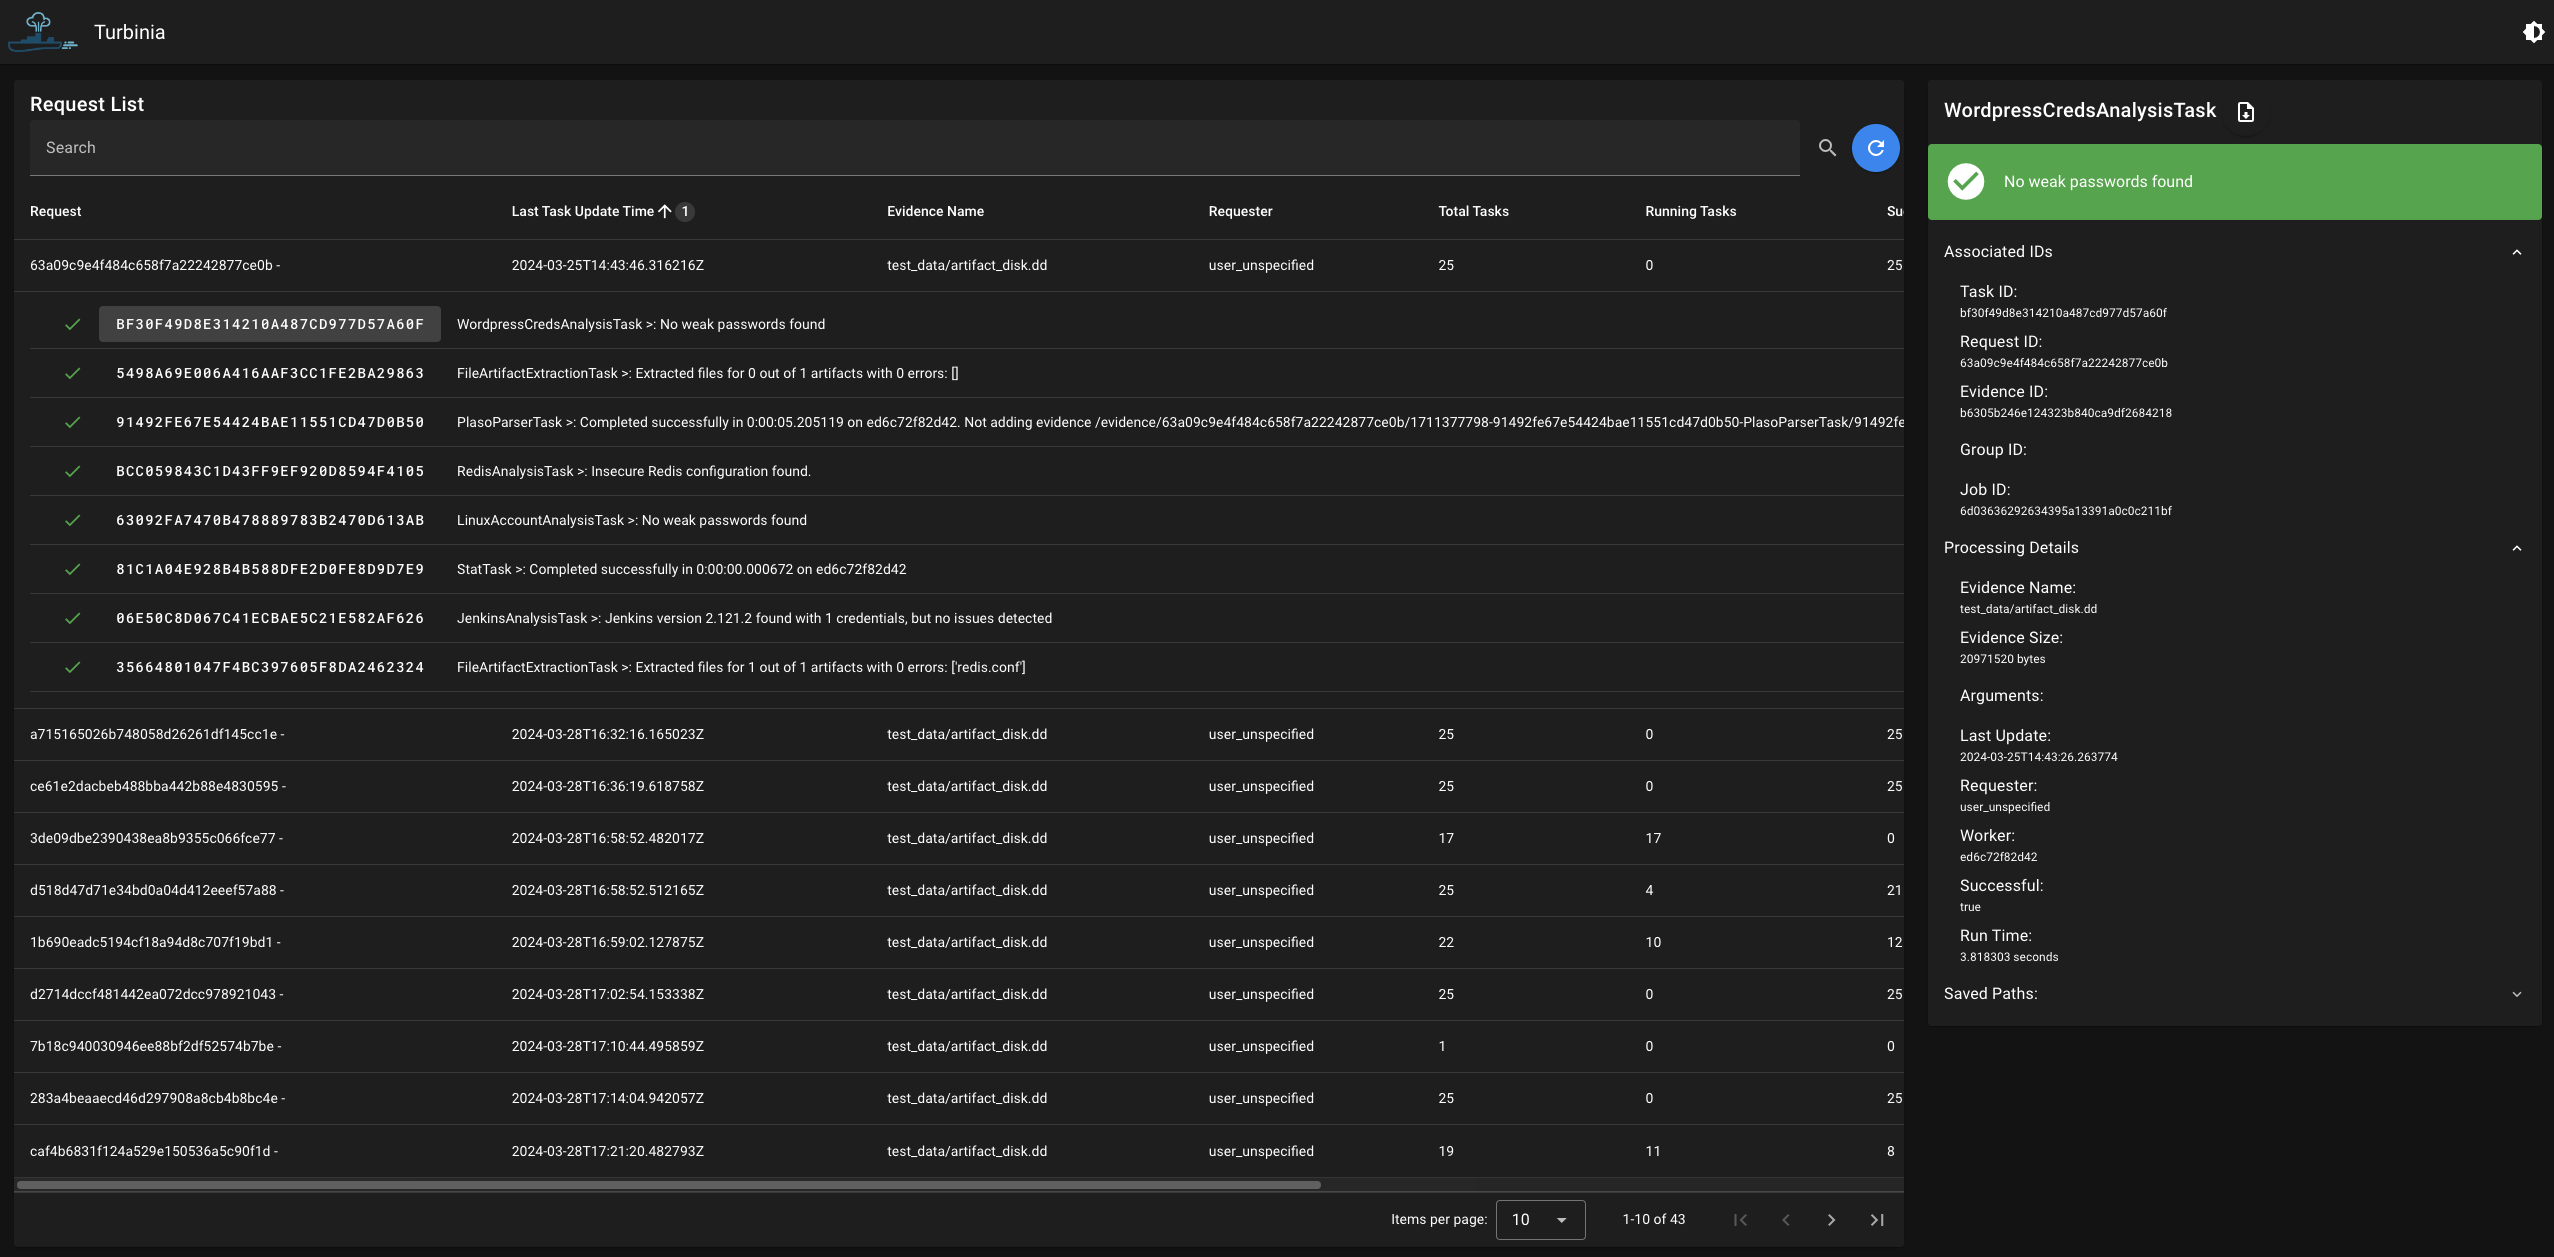 Turbinia
Request List
Search
Request Last Task Update Time 1 Evidence Name Requester Total Tasks Running Tasks Su
63a09c9e4f484c658f7a22242877ce0b - 2024-03-25T14:43:46.316216Z test_data/artifact_disk.dd user_unspecified 25 0 25
BF30F49D8E314210A487CD977D57A60F WordpressCredsAnalysisTask >: No weak passwords found
5498A69E006A416AAF3CC1FE2BA29863 FileArtifactExtractionTask >: Extracted files for 0 out of 1 artifacts with 0 errors: []
91492FE67E54424BAE11551CD47D0B50 PlasoParserTask >: Completed successfully in 0:00:05.205119 on ed6c72f82d42. Not adding evidence /evidence/63a09c9e4f484c658f7a22242877ce0b/1711377798-91492fe67e54424bae11551cd47d0b50-PlasoParserTask/91492fe
BCC059843C1D43FF9EF920D8594F4105 RedisAnalysisTask >: Insecure Redis configuration found.
63092FA7470B478889783B2470D613AB LinuxAccountAnalysisTask >: No weak passwords found
81C1A04E928B4B588DFE2D0FE8D9D7E9 StatTask >: Completed successfully in 0:00:00.000672 on ed6c72f82d42
06E50C8D067C41ECBAE5C21E582AF626 JenkinsAnalysisTask >: Jenkins version 2.121.2 found with 1 credentials, but no issues detected
35664801047F4BC397605F8DA2462324 FileArtifactExtractionTask >: Extracted files for 1 out of 1 artifacts with 0 errors: ['redis.conf']
a715165026b748058d26261df145cc1e - 2024-03-28T16:32:16.165023Z test_data/artifact_disk.dd user_unspecified 25 0 25
ce61e2dacbeb488bba442b88e4830595 - 2024-03-28T16:36:19.618758Z test_data/artifact_disk.dd user_unspecified 25 0 25
3de09dbe2390438ea8b9355c066fce77 - 2024-03-28T16:58:52.482017Z test_data/artifact_disk.dd user_unspecified 17 17 0
d518d47d71e34bd0a04d412eeef57a88 - 2024-03-28T16:58:52.512165Z test_data/artifact_disk.dd user_unspecified 25 4 21
1b690eadc5194cf18a94d8c707f19bd1 - 2024-03-28T16:59:02.127875Z test_data/artifact_disk.dd user_unspecified 22 10 12
d2714dccf481442ea072dcc978921043 - 2024-03-28T17:02:54.153338Z test_data/artifact_disk.dd user_unspecified 25 0 25
7b18c940030946ee88bf2df52574b7be - 2024-03-28T17:10:44.495859Z test_data/artifact_disk.dd user_unspecified 1 0 0
283a4beaaecd46d297908a8cb4b8bc4e - 2024-03-28T17:14:04.942057Z test_data/artifact_disk.dd user_unspecified 25 0 25
caf4b6831f124a529e150536a5c90f1d - 2024-03-28T17:21:20.482793Z test_data/artifact_disk.dd user_unspecified 19 11 8
Items per page: 10 1-10 of 43
WordpressCredsAnalysisTask
No weak passwords found
Associated IDs
Task ID:
bf30f49d8e314210a487cd977d57a60f
Request ID:
63a09c9e4f484c658f7a22242877ce0b
Evidence ID:
b6305b246e124323b840ca9df2684218
Group ID:
Job ID:
6d03636292634395a13391a0c0c211bf
Processing Details
Evidence Name:
test_data/artifact_disk.dd
Evidence Size:
20971520 bytes
Arguments:
Last Update:
2024-03-25T14:43:26.263774
Requester:
user_unspecified
Worker:
ed6c72f82d42
Successful:
true
Run Time:
3.818303 seconds
Saved Paths: